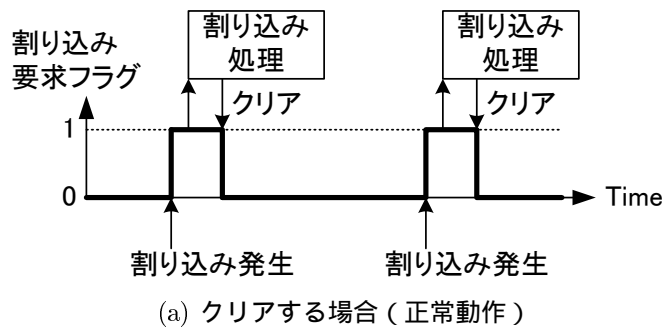 割り込み
要求フラグ
割り込み
処理
クリア
割り込み
処理
クリア
1
0
Time
割り込み発生
割り込み発生
(a) クリアする場合(正常動作)